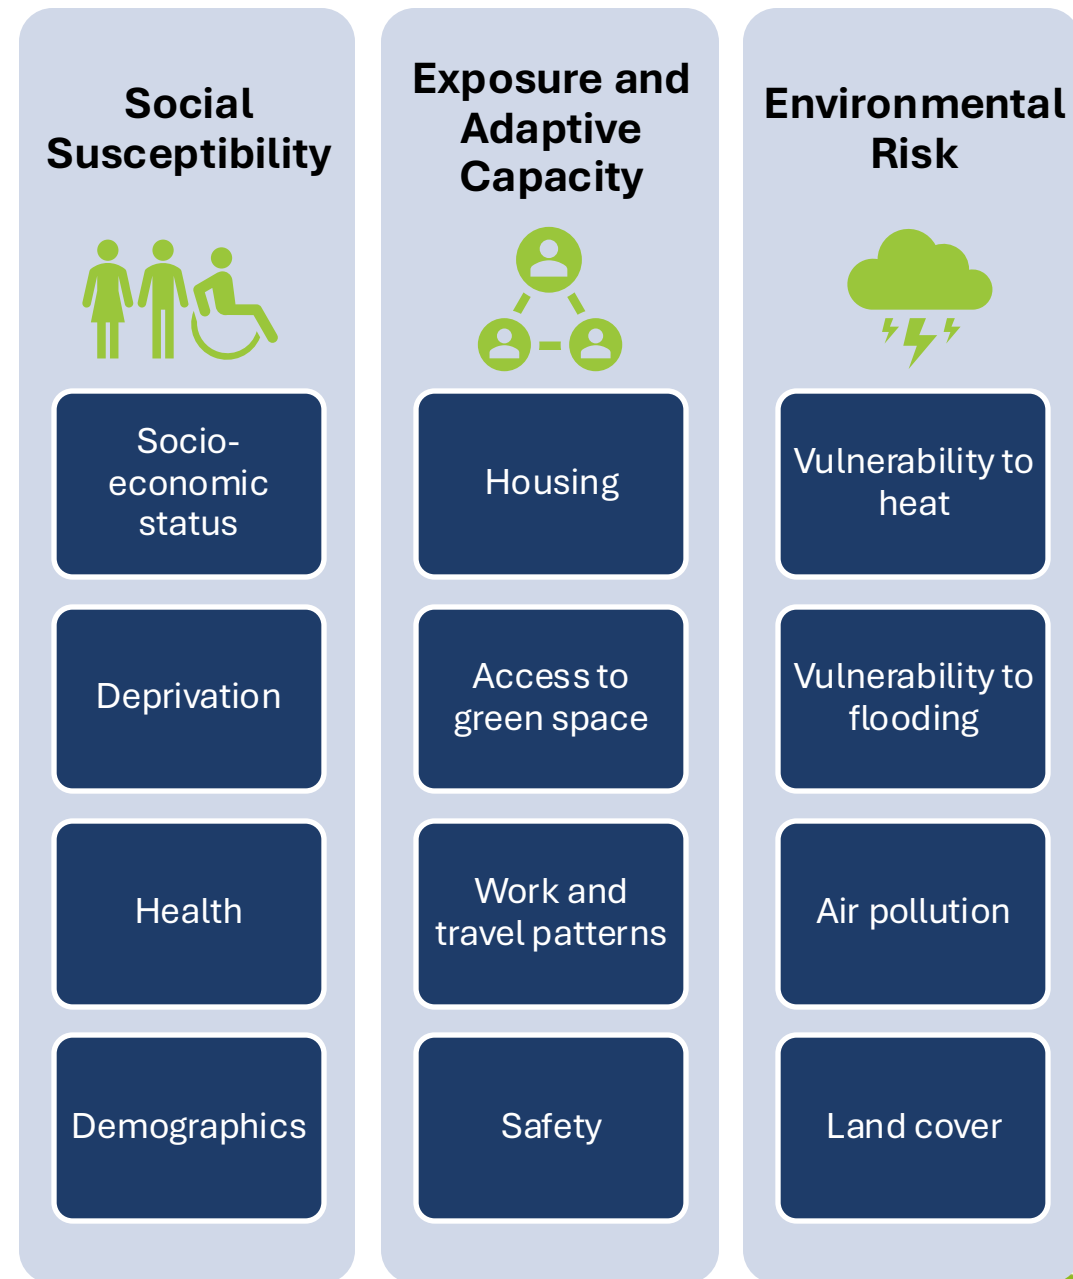 Social
Susceptibility
Socio-
economic
status
Deprivation
Health
Demographics
Exposure and
Adaptive
Capacity
Housing
Access to
green space
Work and
travel patterns
Safety
Environmental
Risk
Vulnerability to
heat
Vulnerability to
flooding
Air pollution
Land cover